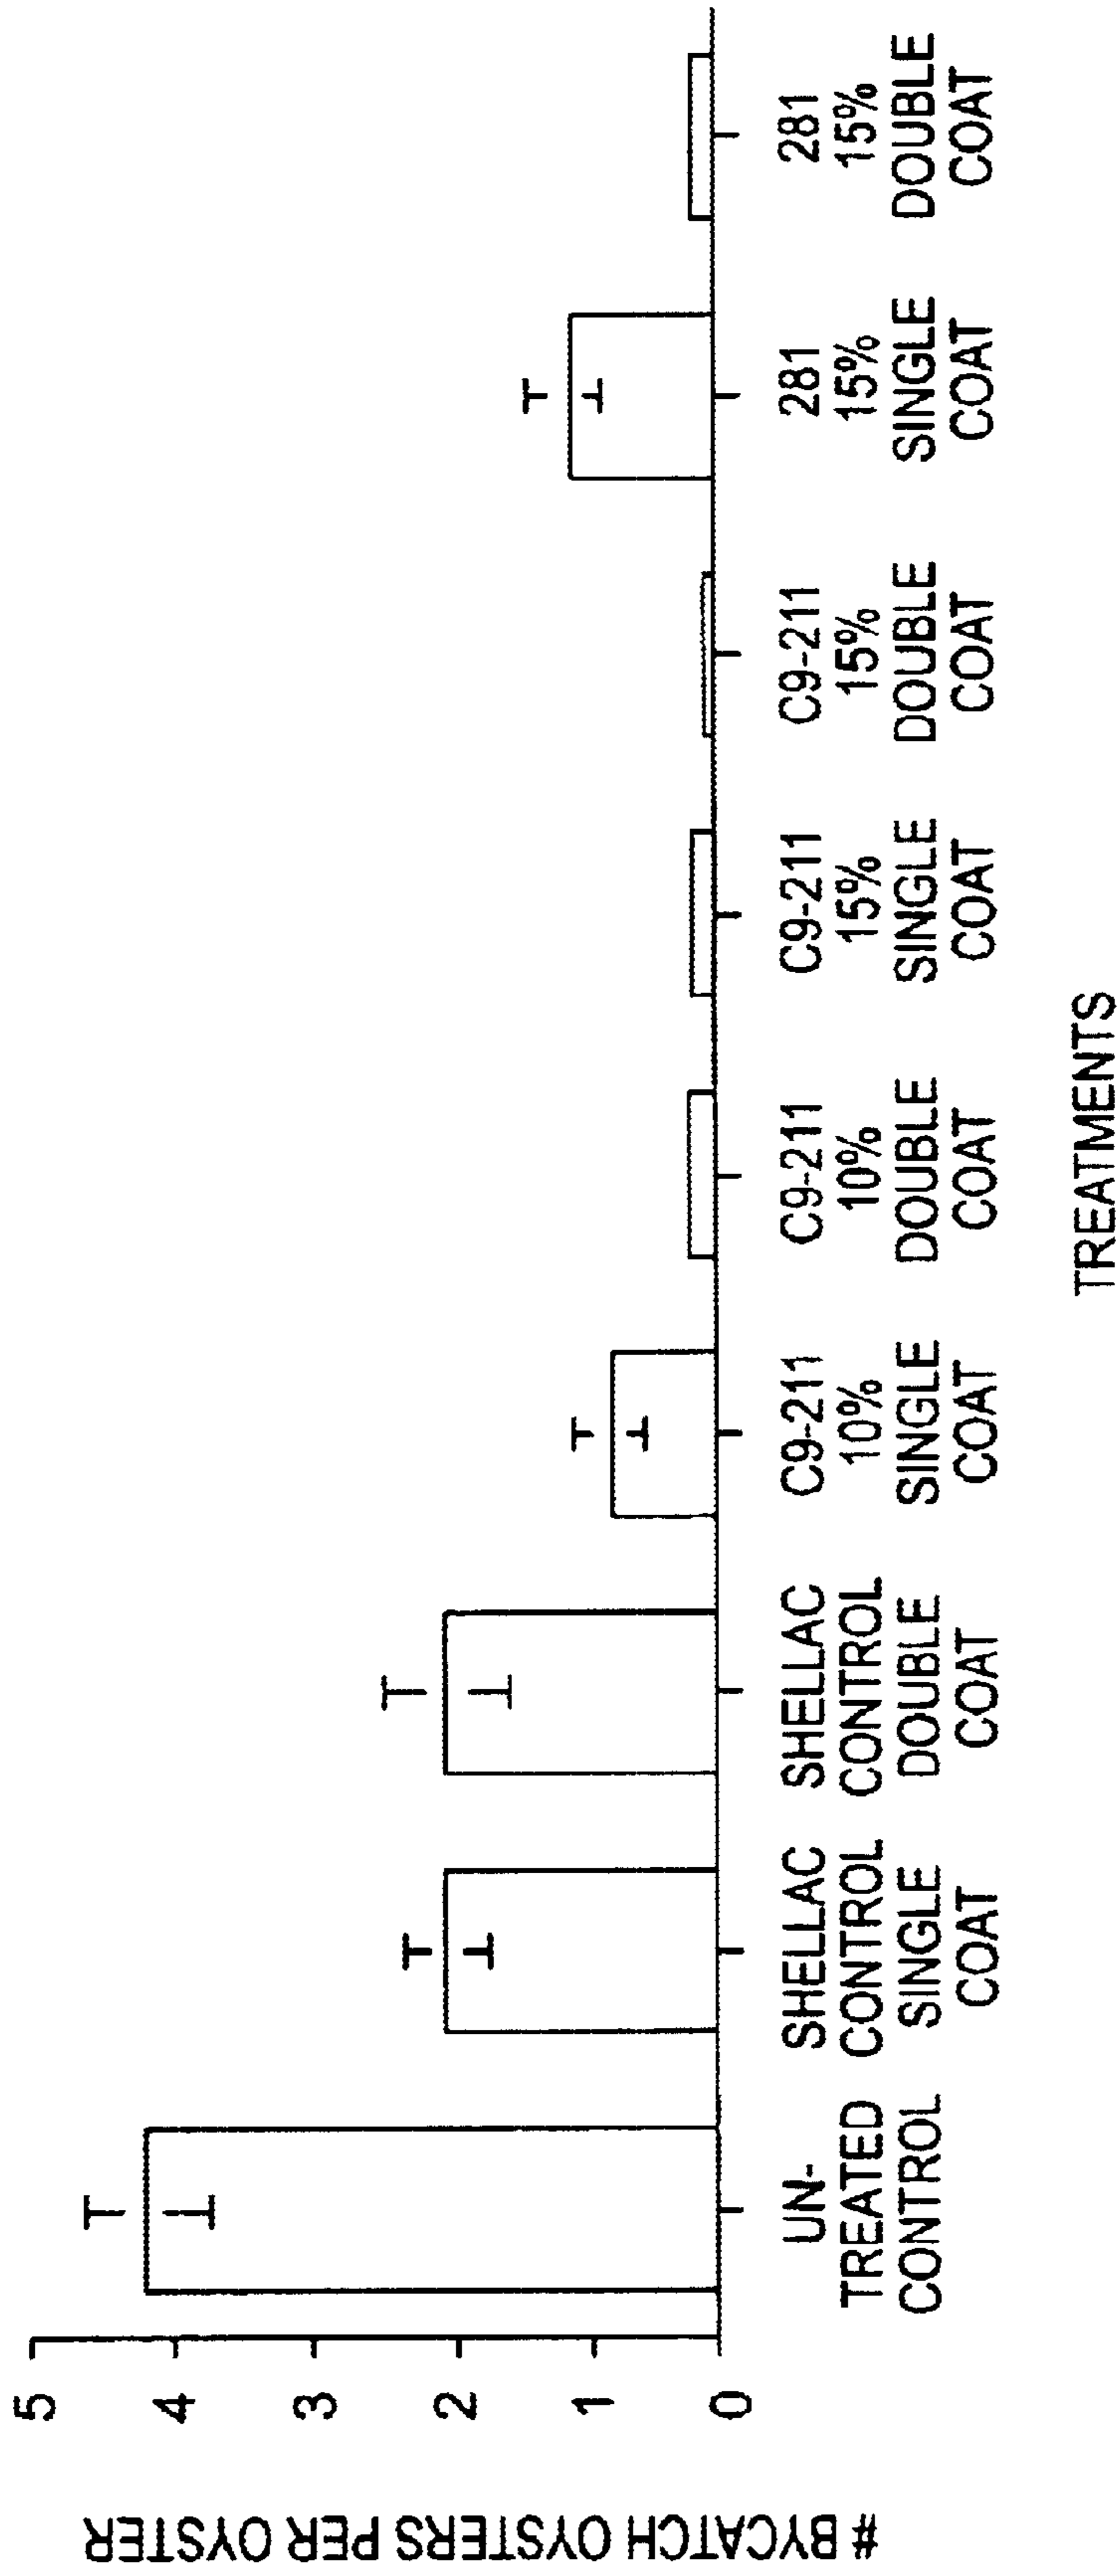 # BYCATCH OYSTERS PER OYSTER
5
4
3
2
1
0
UN-
TREATED
CONTROL
SHELLAC
CONTROL
SINGLE
COAT
SHELLAC
CONTROL
DOUBLE
COAT
C9-211
10%
SINGLE
COAT
C9-211
10%
DOUBLE
COAT
C9-211
15%
SINGLE
COAT
C9-211
15%
DOUBLE
COAT
281
15%
SINGLE
COAT
281
15%
DOUBLE
COAT
TREATMENTS